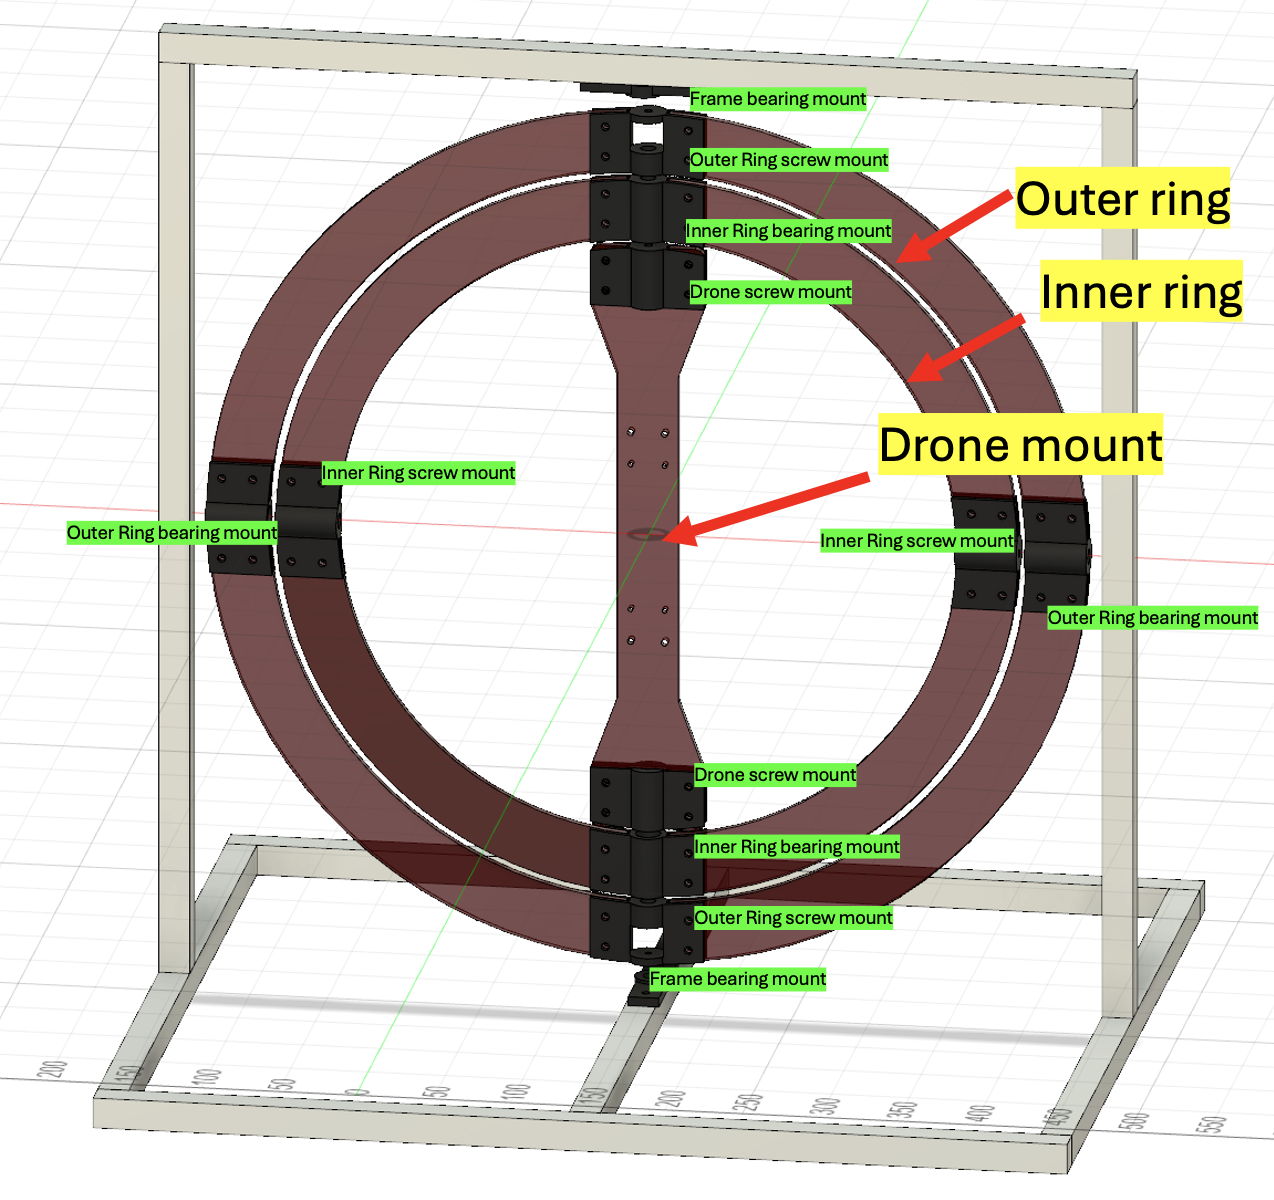 Frame bearing mount
Outer Ring screw mount
Outer ring
Inner Ring bearing mount
Inner ring
Drone screw mount
Drone mount
Inner Ring screw mount
Outer Ring bearing mount
Inner Ring screw mount
Outer Ring bearing mount
Drone screw mount
Inner Ring bearing mount
Outer Ring screw mount
Frame bearing mount
200 150 100 50 0 50 100 150 200 250 300 350 400 450 500 550